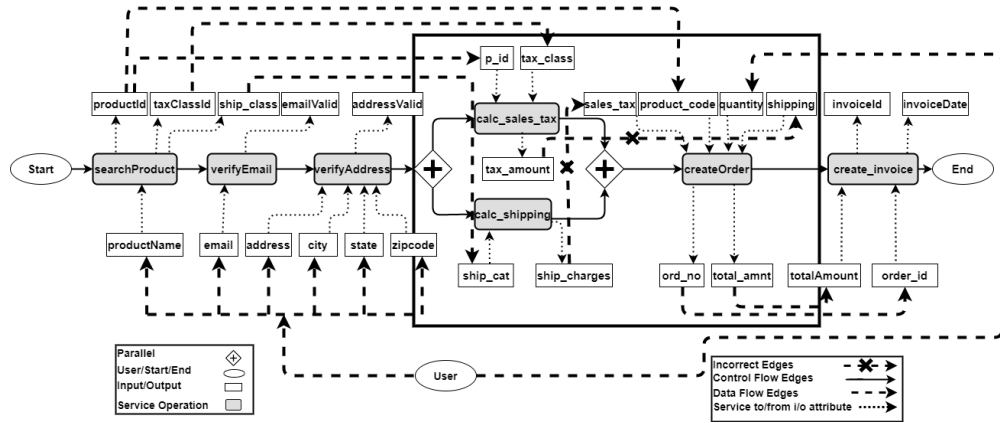 p_id
tax_class
productId
taxClassId
ship_class
emailValid
addressValid
sales_tax
product_code
quantity
shipping
invoiceId
invoiceDate
calc_sales_tax
Start
searchProduct
verifyEmail
verifyAddress
tax_amount
createOrder
create_invoice
End
calc_shipping
productName
email
address
city
state
zipcode
ship_cat
ship_charges
ord_no
total_amnt
totalAmount
order_id
Parallel
User/Start/End
Input/Output
Service Operation
User
Incorrect Edges
Control Flow Edges
Data Flow Edges
Service to/from i/o attribute